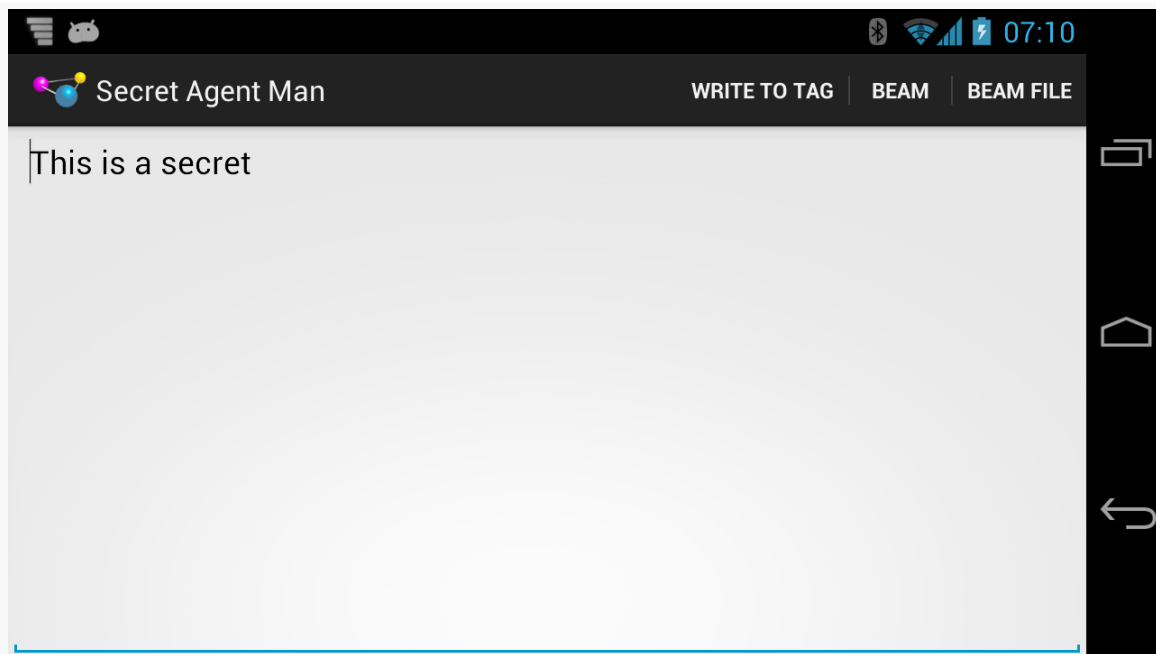 07:10
Secret Agent Man WRITE TO TAG BEAM BEAM FILE
This is a secret